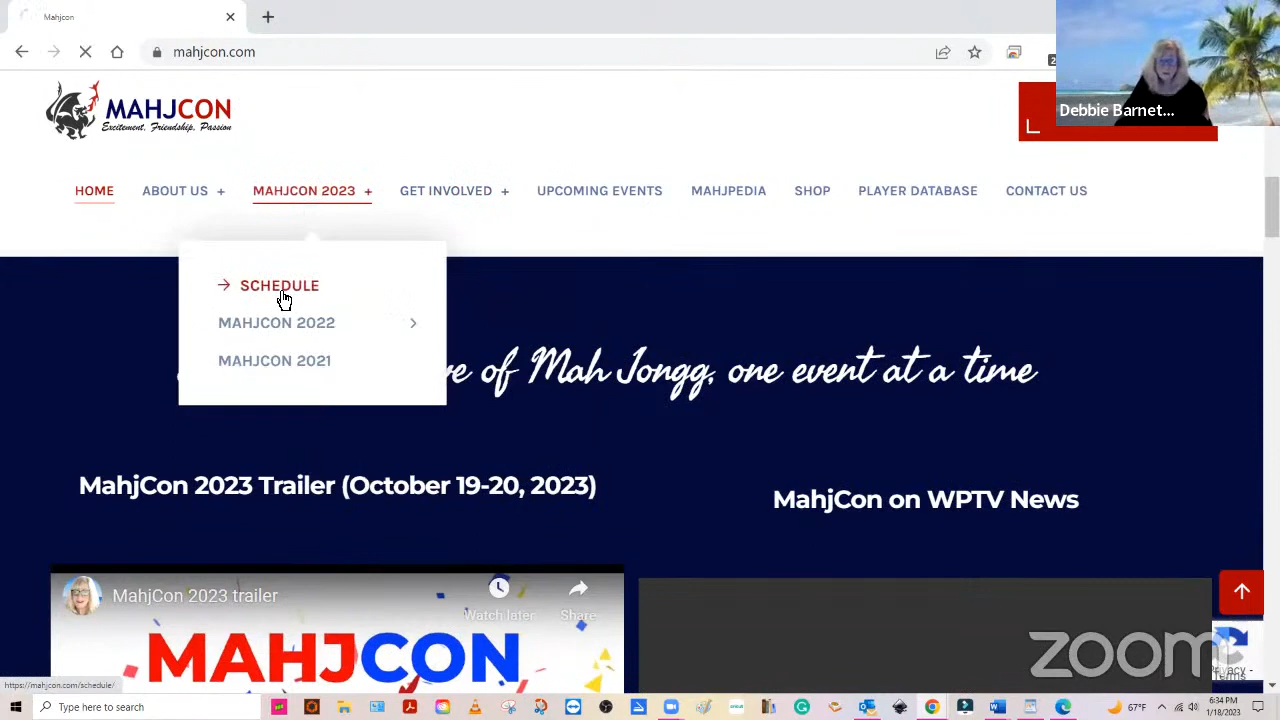 Mahjcon
mahjcon.com
Debbie Barnet...
MAHJCON
Excitement, Friendship, Passion
HOME
ABOUT US +
MAHJCON 2023 +
GET INVOLVED +
UPCOMING EVENTS
MAHJPEDIA
SHOP
PLAYER DATABASE
CONTACT US
SCHEDULE
MAHJCON 2022
MAHJCON 2021
of Mah Jongg, one event at a time
MahjCon 2023 Trailer (October 19-20, 2023)
MahjCon on WPTV News
MahjCon 2023 trailer
Watch later
Share
MAHJCON
zoom
Privacy -
Terms
https://mahjcon.com/schedule/
Type here to search
67°F
6:34 PM
1/18/2023